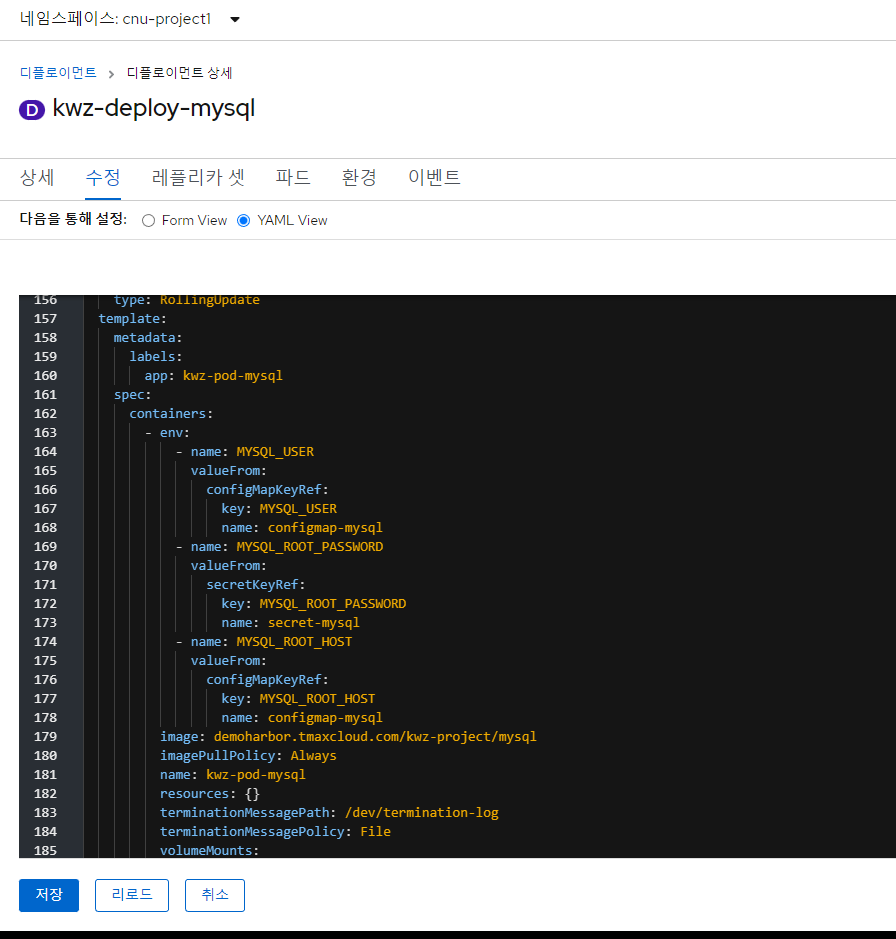 네임스페이스: cnu-project1
디플로이먼트 > 디플로이먼트 상세
D kwz-deploy-mysql
상세 수정 레플리카 셋 파드 환경 이벤트
다음을 통해 설정: Form View YAML View
156 type: RollingUpdate
157 template:
158 metadata:
159 labels:
160 app: kwz-pod-mysql
161 spec:
162 containers:
163 - env:
164 - name: MYSQL_USER
165 valueFrom:
166 configMapKeyRef:
167 key: MYSQL_USER
168 name: configmap-mysql
169 - name: MYSQL_ROOT_PASSWORD
170 valueFrom:
171 secretKeyRef:
172 key: MYSQL_ROOT_PASSWORD
173 name: secret-mysql
174 - name: MYSQL_ROOT_HOST
175 valueFrom:
176 configMapKeyRef:
177 key: MYSQL_ROOT_HOST
178 name: configmap-mysql
179 image: demoharbor.tmaxcloud.com/kwz-project/mysql
180 imagePullPolicy: Always
181 name: kwz-pod-mysql
182 resources: {}
183 terminationMessagePath: /dev/termination-log
184 terminationMessagePolicy: File
185 volumeMounts:
저장 리로드 취소